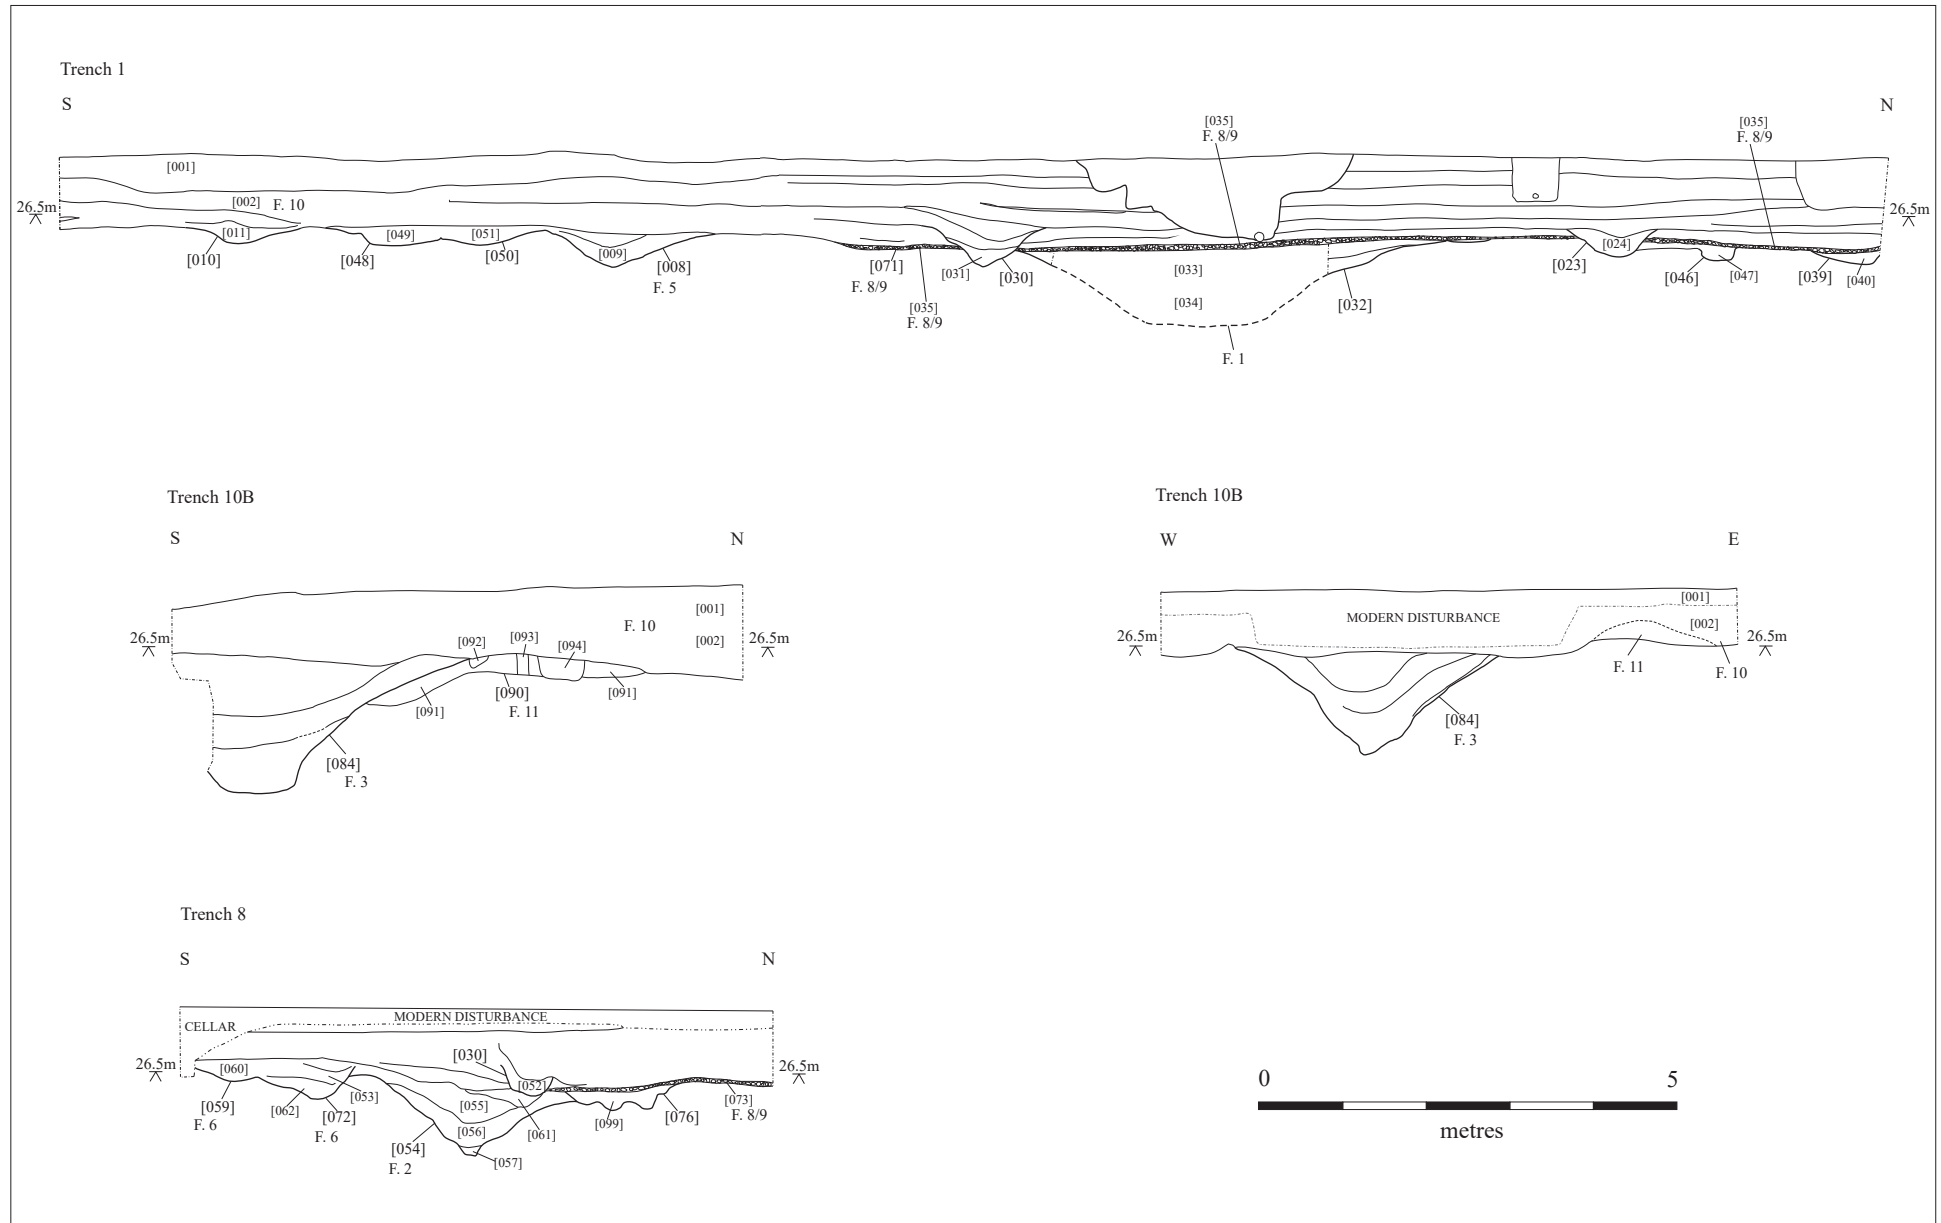 Trench 1
S
N
[035]
F. 8/9
[035]
F. 8/9
[001]
[002] F. 10
26.5m
26.5m
[011]
[049]
[051]
[009]
[024]
[010]
[048]
[050]
[008]
F. 5
[071]
F. 8/9
[031]
[030]
[033]
[034]
[032]
[023]
[046]
[047]
[039]
[040]
[035]
F. 8/9
F. 1
Trench 10B
S
N
[001]
F. 10
[002]
26.5m
26.5m
[092]
[093]
[094]
[091]
[090]
F. 11
[091]
[084]
F. 3
Trench 10B
W
E
[001]
MODERN DISTURBANCE
[002]
26.5m
26.5m
F. 11
F. 10
[084]
F. 3
Trench 8
S
N
MODERN DISTURBANCE
CELLAR
26.5m
26.5m
[030]
[060]
[052]
[059]
F. 6
[062]
[053]
[072]
F. 6
[055]
[056]
[061]
[099]
[076]
[073]
F. 8/9
[054]
F. 2
[057]
0
5
metres